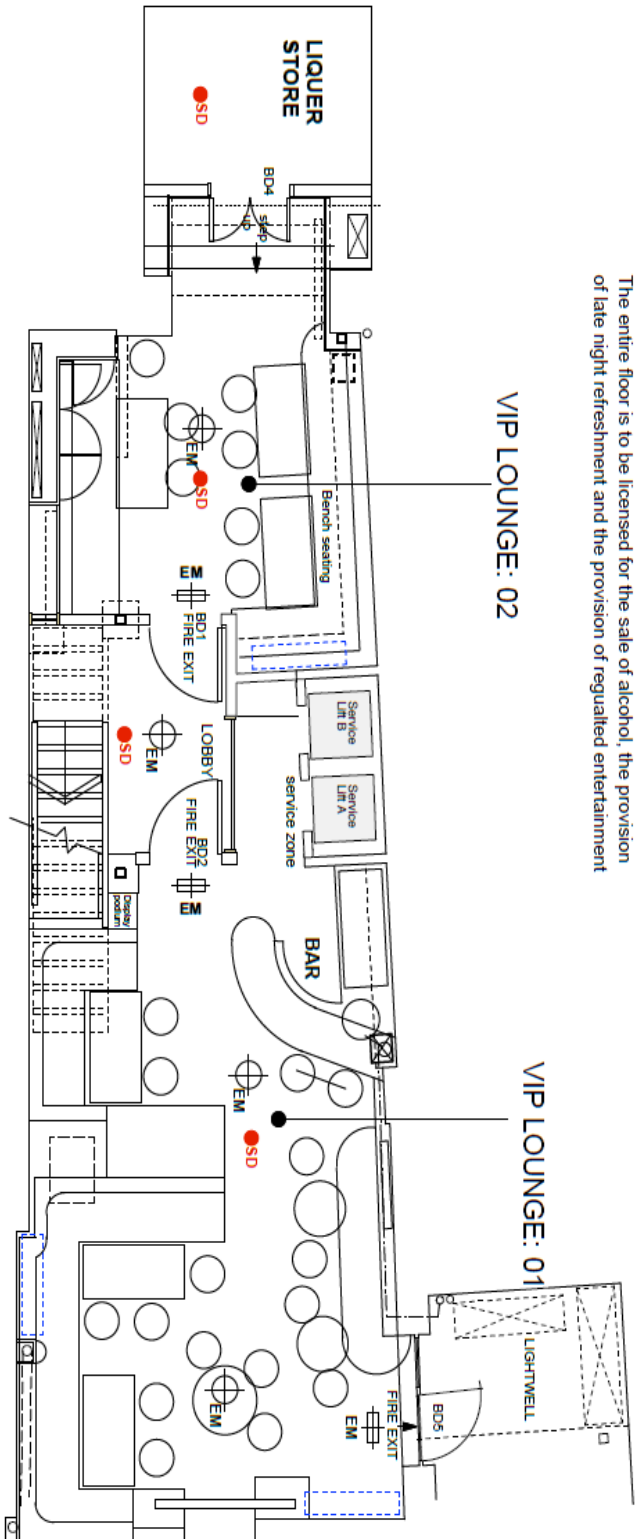 The entire floor is to be licensed for the sale of alcohol, the provision
of late night refreshment and the provision of regualted entertainment
VIP LOUNGE: 02
VIP LOUNGE: 01
LIQUER
STORE
SD
BD4
step
up
EM
SD
Bench seating
EM
BD1
FIRE EXIT
SD
EM
LOBBY
Service
Lift B
Service
Lift A
service zone
BD2
FIRE EXIT
EM
Display
podium
BAR
EM
SD
LIGHTWELL
BD5
FIRE EXIT
EM
EM